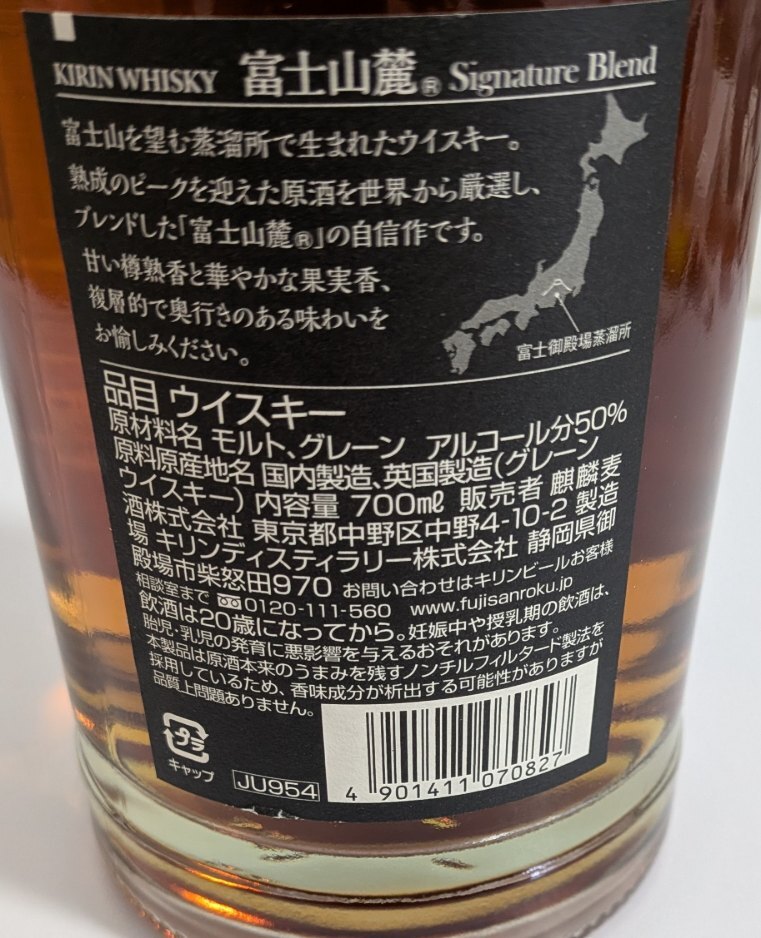 KIRIN WHISKY 富士山麓® Signature Blend
富士山を望む蒸溜所で生まれたウイスキー。
熟成のピークを迎えた原酒を世界から厳選し、
ブレンドした「富士山麓®」の自信作です。
甘い樽熟香と華やかな果実香、
複層的で奥行きのある味わいを
お愉しみください。
富士御殿場蒸溜所
品目 ウイスキー
原材料名 モルト、グレーン アルコール分50%
原料原産地名 国内製造、英国製造(グレーン
ウイスキー) 内容量 700mℓ 販売者 麒麟麦
酒株式会社 東京都中野区中野4-10-2 製造
場 キリンディスティラリー株式会社 静岡県御
殿場市柴怒田970 お問い合わせはキリンビールお客様
相談室まで 0120-111-560 www.fujisanroku.jp
飲酒は20歳になってから。妊娠中や授乳期の飲酒は、
胎児・乳児の発育に悪影響を与えるおそれがあります。
本製品は原酒本来のうまみを残すノンチルフィルタード製法を
採用しているため、香味成分が析出する可能性がありますが
品質上問題ありません。
プラ
キャップ
JU954
4 901411 070827